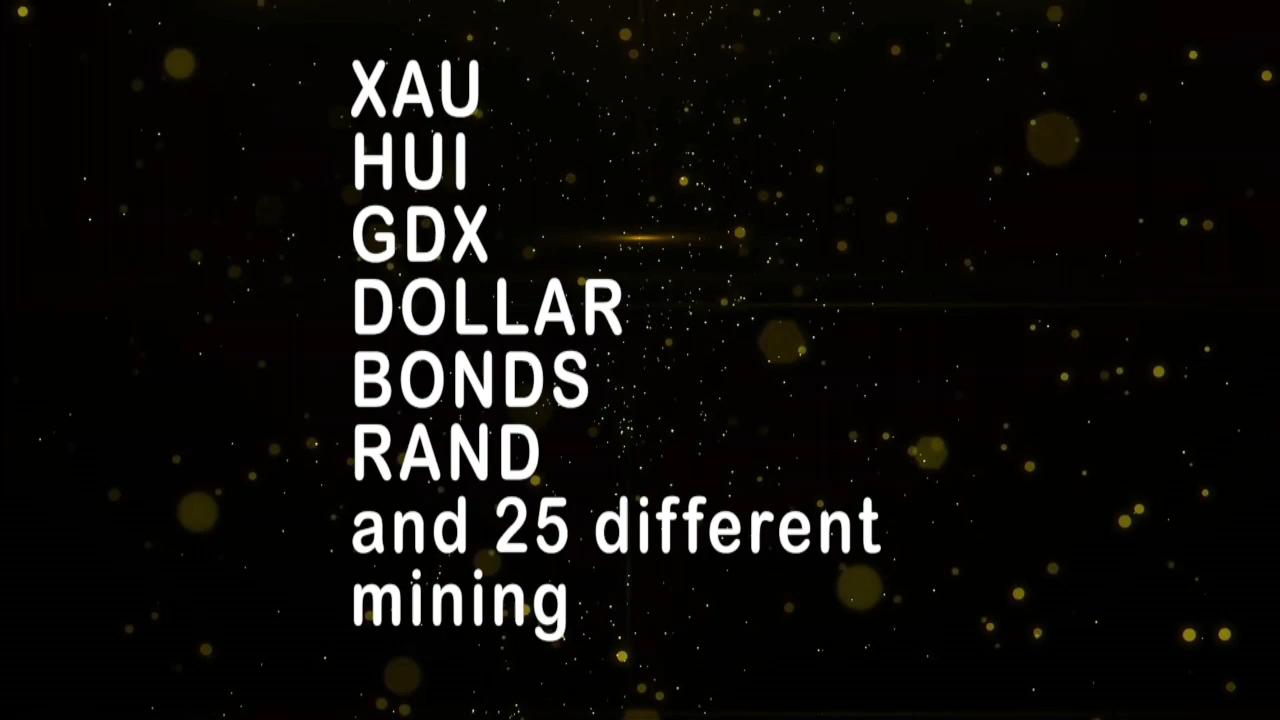 XAU
HUI
GDX
DOLLAR
BONDS
RAND
and 25 different
mining